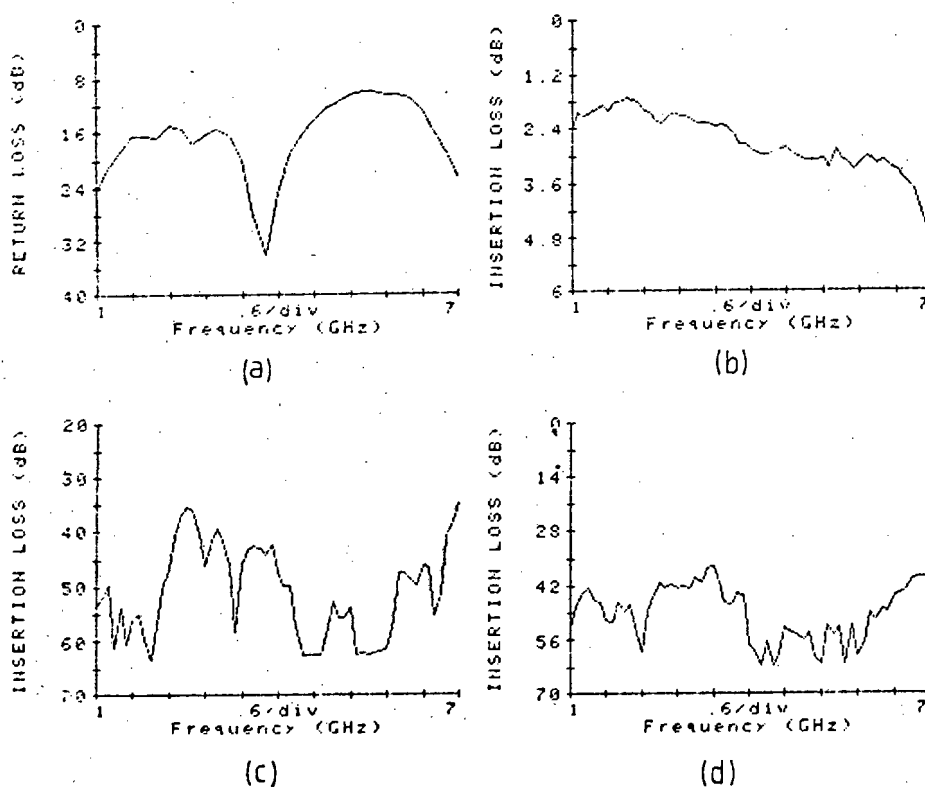 RETURN LOSS (dB)
0
8
16
34
32
40
1
.6/div
7
Frequency (GHz)
(a)
INSERTION LOSS (dB)
0
1.2
2.4
3.6
4.8
6
1
.6/div
7
Frequency (GHz)
(b)
INSERTION LOSS (dB)
20
30
40
50
60
70
1
.6/div
7
Frequency (GHz)
(c)
INSERTION LOSS (dB)
0
14
28
42
56
70
1
.6/div
7
Frequency (GHz)
(d)